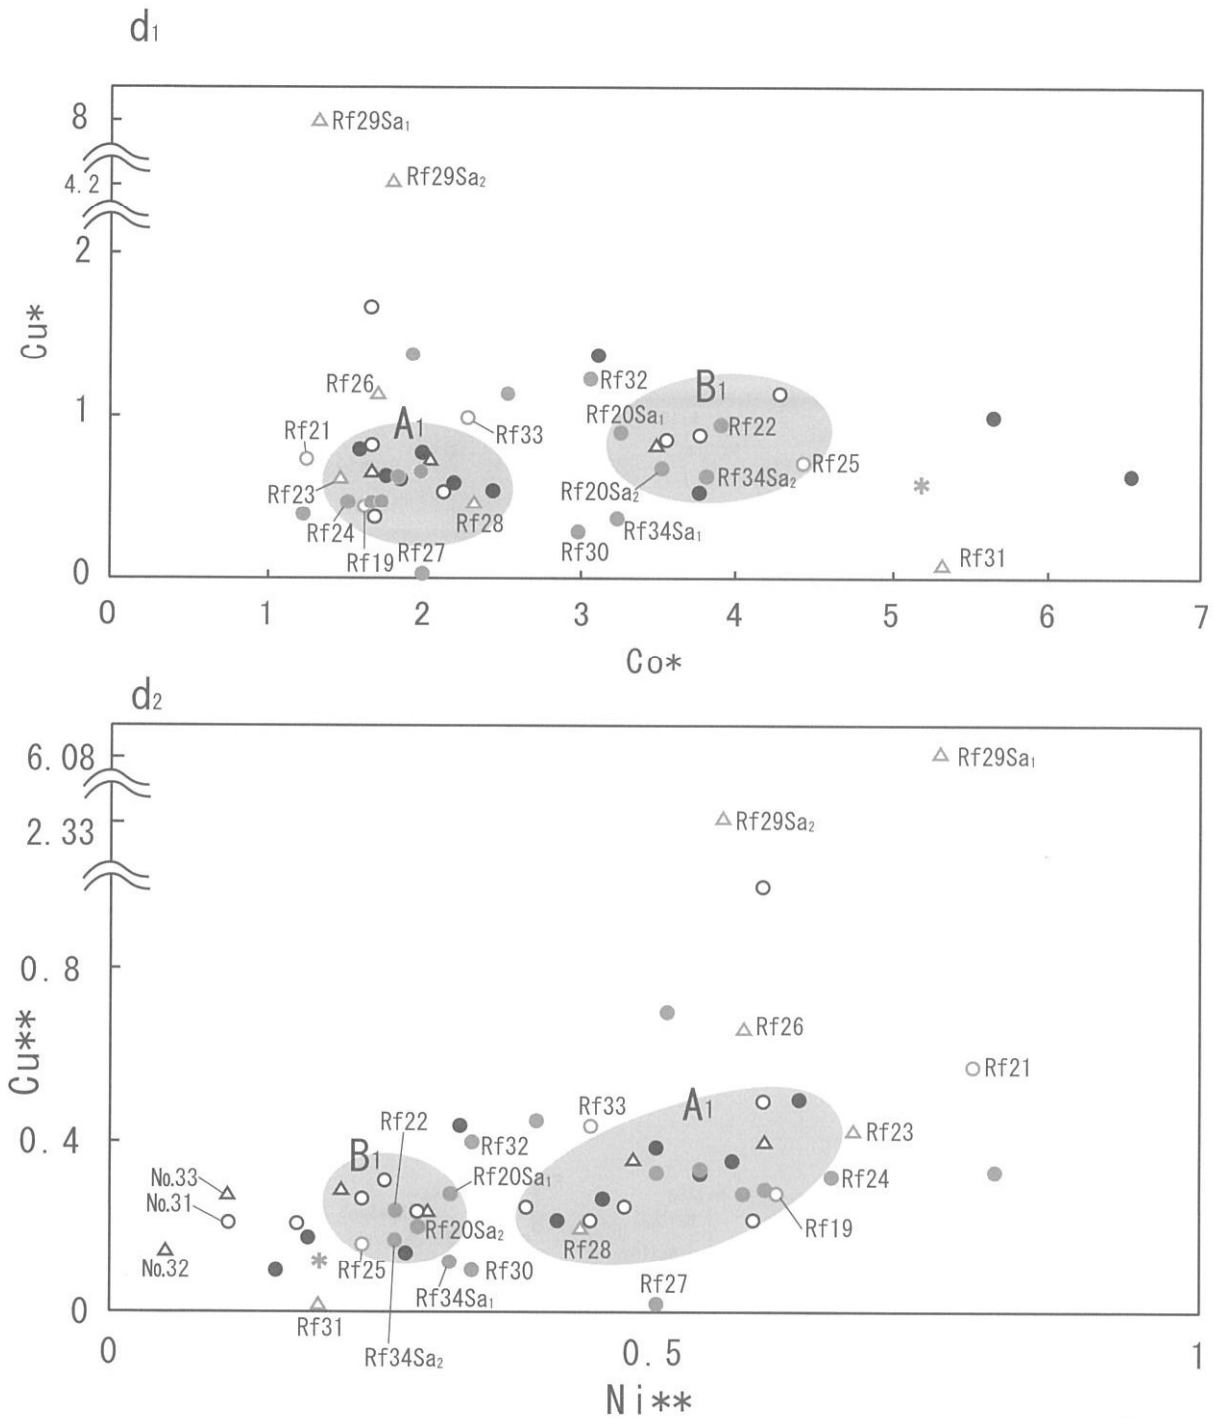 d₁
8
Rf29Sa₁
4.2
Rf29Sa₂
2
Cu*
Rf26
Rf32
B₁
1
A₁
Rf20Sa₁
Rf21
Rf33
Rf22
Rf25
Rf23
Rf20Sa₂
Rf34Sa₂
*
Rf24
Rf28
Rf34Sa₁
Rf19
Rf27
Rf30
Rf31
0
0 1 2 3 4 5 6 7
Co*
d₂
6.08
Rf29Sa₁
2.33
Rf29Sa₂
0.8
Cu**
Rf26
Rf21
A₁
Rf33
Rf22
0.4
Rf32
Rf23
B₁
No.33
Rf20Sa₁
Rf24
No.31
Rf20Sa₂
Rf19
Rf28
No.32
*
Rf25
Rf30
Rf34Sa₁
Rf27
0
Rf31
Rf34Sa₂
0 0.5 1
Ni**